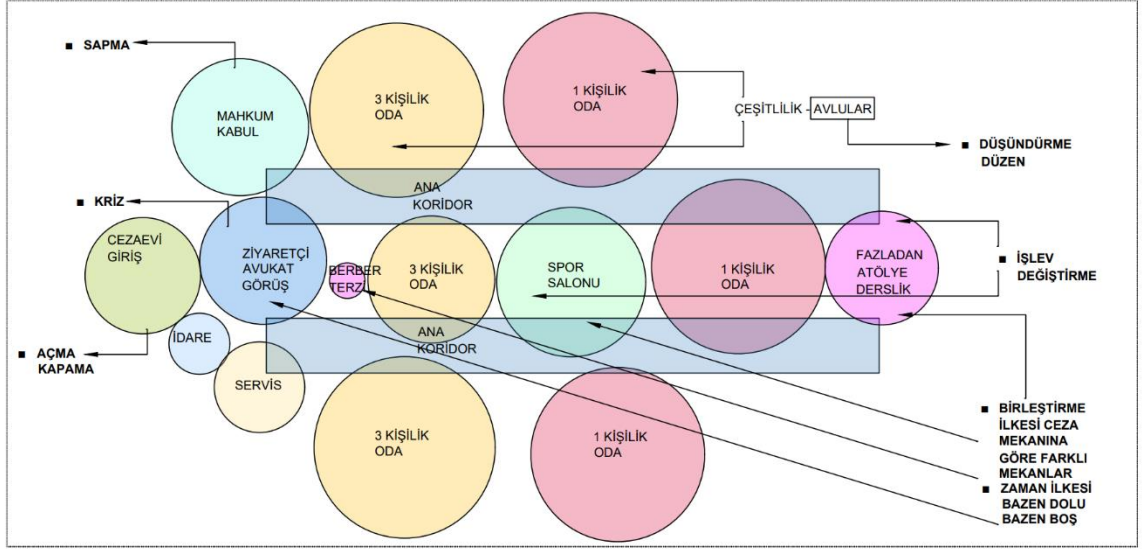 ■ SAPMA
MAHKUM
KABUL
3 KİŞİLİK
ODA
1 KİŞİLİK
ODA
ÇEŞİTLİLİK - AVLULAR
■ DÜŞÜNDÜRME
DÜZEN
ANA
KORİDOR
■ KRİZ
CEZAEVİ
GİRİŞ
ZİYARETÇİ
AVUKAT
GÖRÜŞ
BERBER
TERZİ
3 KİŞİLİK
ODA
SPOR
SALONU
1 KİŞİLİK
ODA
FAZLADAN
ATÖLYE
DERSLİK
■ İŞLEV
DEĞİŞTİRME
ANA
KORİDOR
İDARE
■ AÇMA
KAPAMA
SERVİS
3 KİŞİLİK
ODA
1 KİŞİLİK
ODA
■ BİRLEŞTİRME
İLKESİ CEZA
MEKANINA
GÖRE FARKLI
MEKANLAR
■ ZAMAN İLKESİ
BAZEN DOLU
BAZEN BOŞ